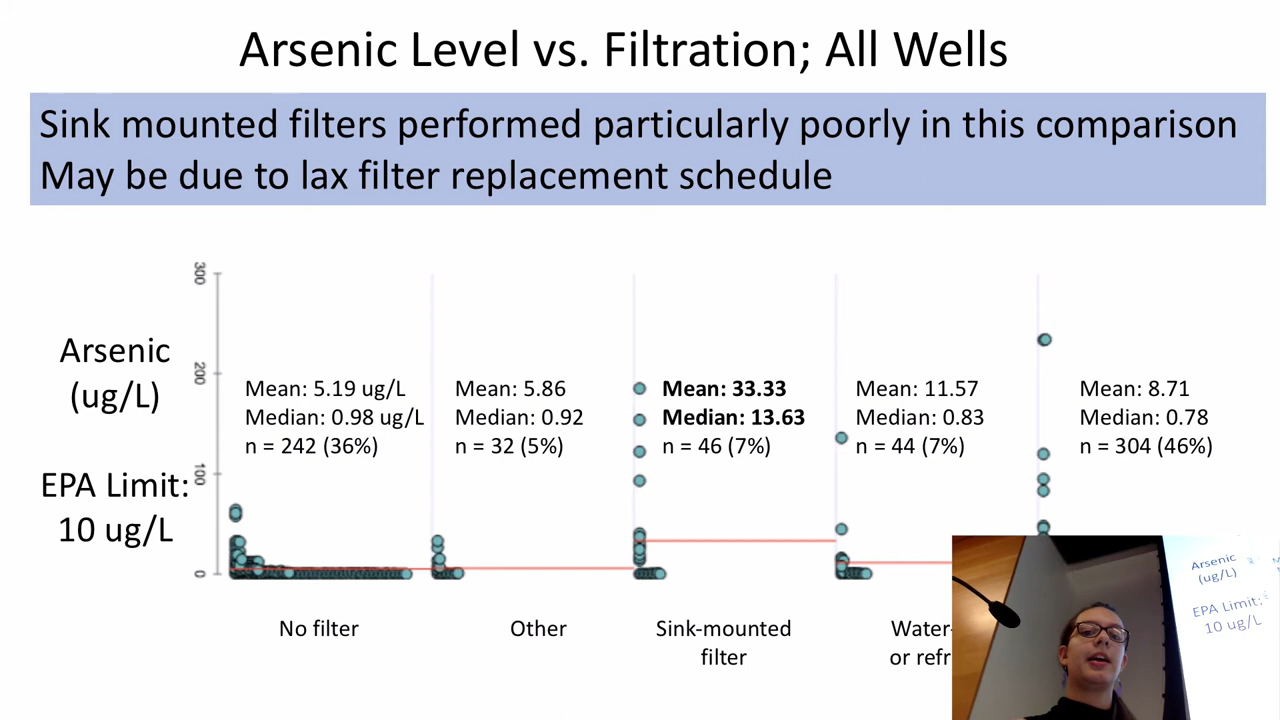 Arsenic Level vs. Filtration; All Wells
Sink mounted filters performed particularly poorly in this comparison
May be due to lax filter replacement schedule
300
200
100
0
Arsenic
(ug/L)
EPA Limit:
10 ug/L
Mean: 5.19 ug/L
Median: 0.98 ug/L
n = 242 (36%)
Mean: 5.86
Median: 0.92
n = 32 (5%)
Mean: 33.33
Median: 13.63
n = 46 (7%)
Mean: 11.57
Median: 0.83
n = 44 (7%)
Mean: 8.71
Median: 0.78
n = 304 (46%)
No filter
Other
Sink-mounted
filter
Water-
or refr
Arsenic
(ug/L)
EPA Limit:
10 ug/L